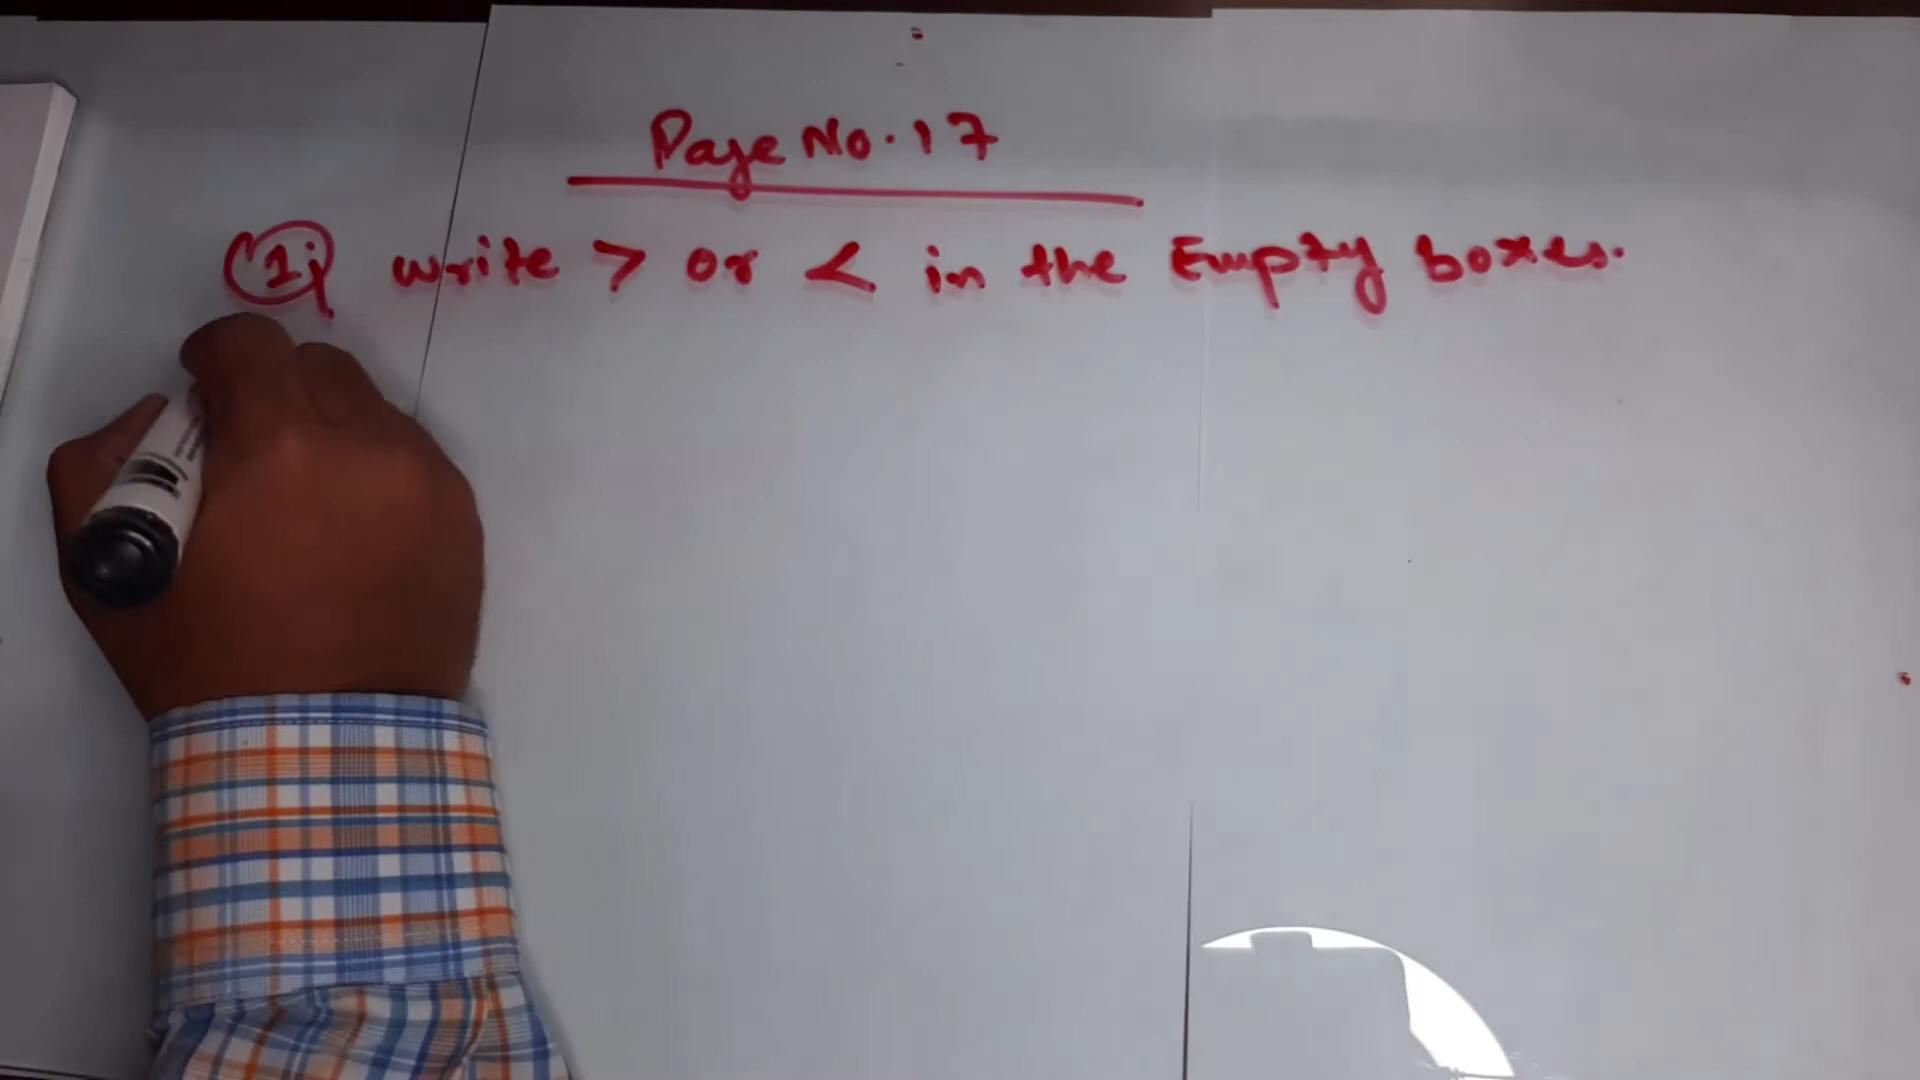 Page No. 17
1) write > or < in the Empty boxes.